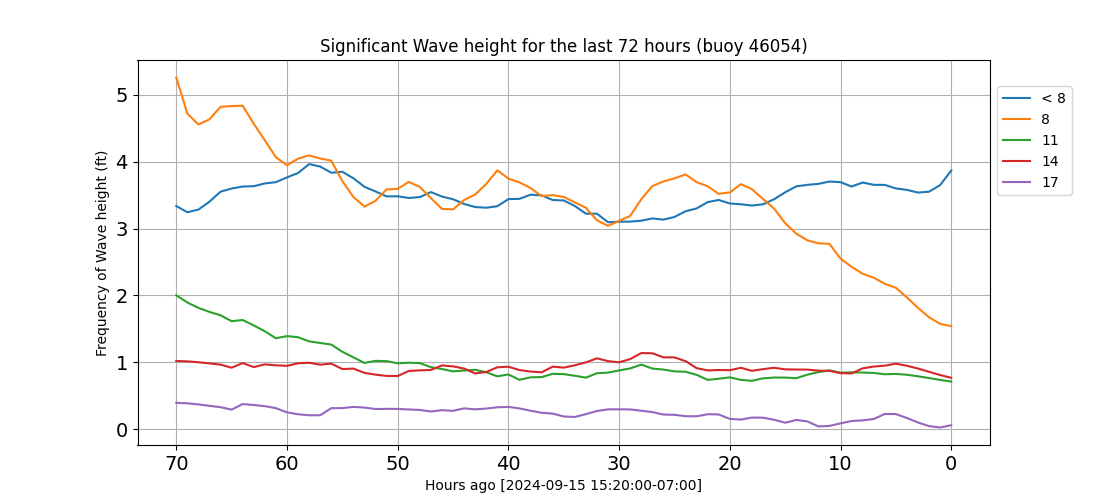 Significant Wave height for the last 72 hours (buoy 46054)
Frequency of Wave height (ft)
5
4
3
2
1
0
70 60 50 40 30 20 10 0
Hours ago [2024-09-15 15:20:00-07:00]
< 8
8
11
14
17